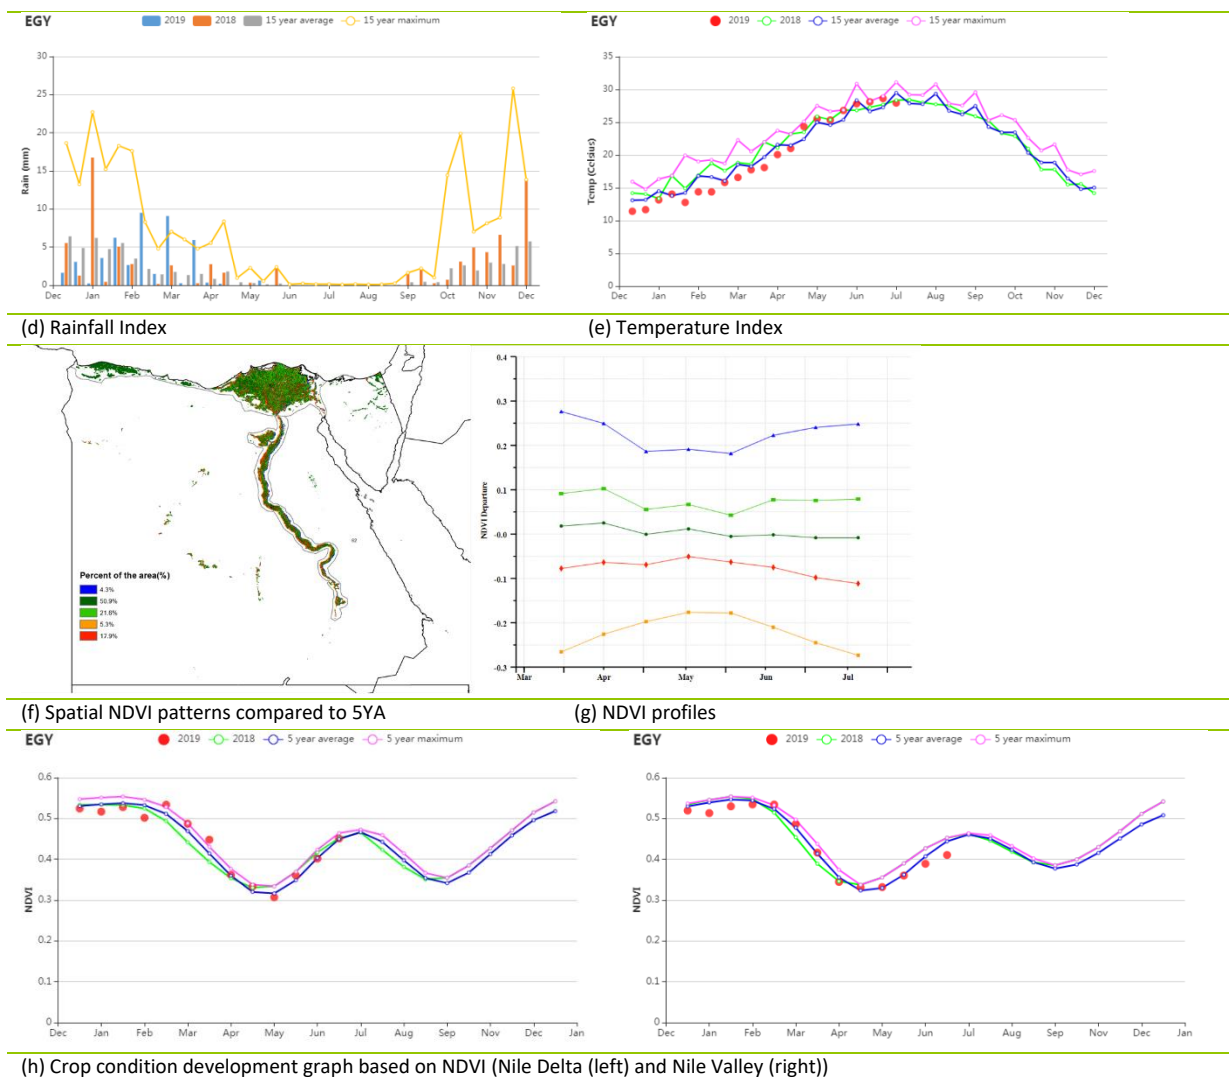 EGY 2019 2018 15 year average 15 year maximum
30
25
20
15
10
5
0
Rain (mm)
Dec Jan Feb Mar Apr May Jun Jul Aug Sep Oct Nov Dec
EGY 2019 2018 15 year average 15 year maximum
35
30
25
20
15
10
5
0
Temp (Celsius)
Dec Jan Feb Mar Apr May Jun Jul Aug Sep Oct Nov Dec
(d) Rainfall Index (e) Temperature Index
Percent of the area(%)
4.3%
50.9%
21.6%
5.3%
17.9%
0.3
0.2
0.1
-0.0
-0.1
-0.2
-0.3
NDVI Departure
Mar Apr May Jun Jul
(f) Spatial NDVI patterns compared to 5YA (g) NDVI profiles
EGY 2019 2018 5 year average 5 year maximum
0.6
0.5
0.4
0.3
0.2
0.1
0
NDVI
Dec Jan Feb Mar Apr May Jun Jul Aug Sep Oct Nov Dec Jan
EGY 2019 2018 5 year average 5 year maximum
0.6
0.5
0.4
0.3
0.2
0.1
0
NDVI
Dec Jan Feb Mar Apr May Jun Jul Aug Sep Oct Nov Dec Jan
(h) Crop condition development graph based on NDVI (Nile Delta (left) and Nile Valley (right))